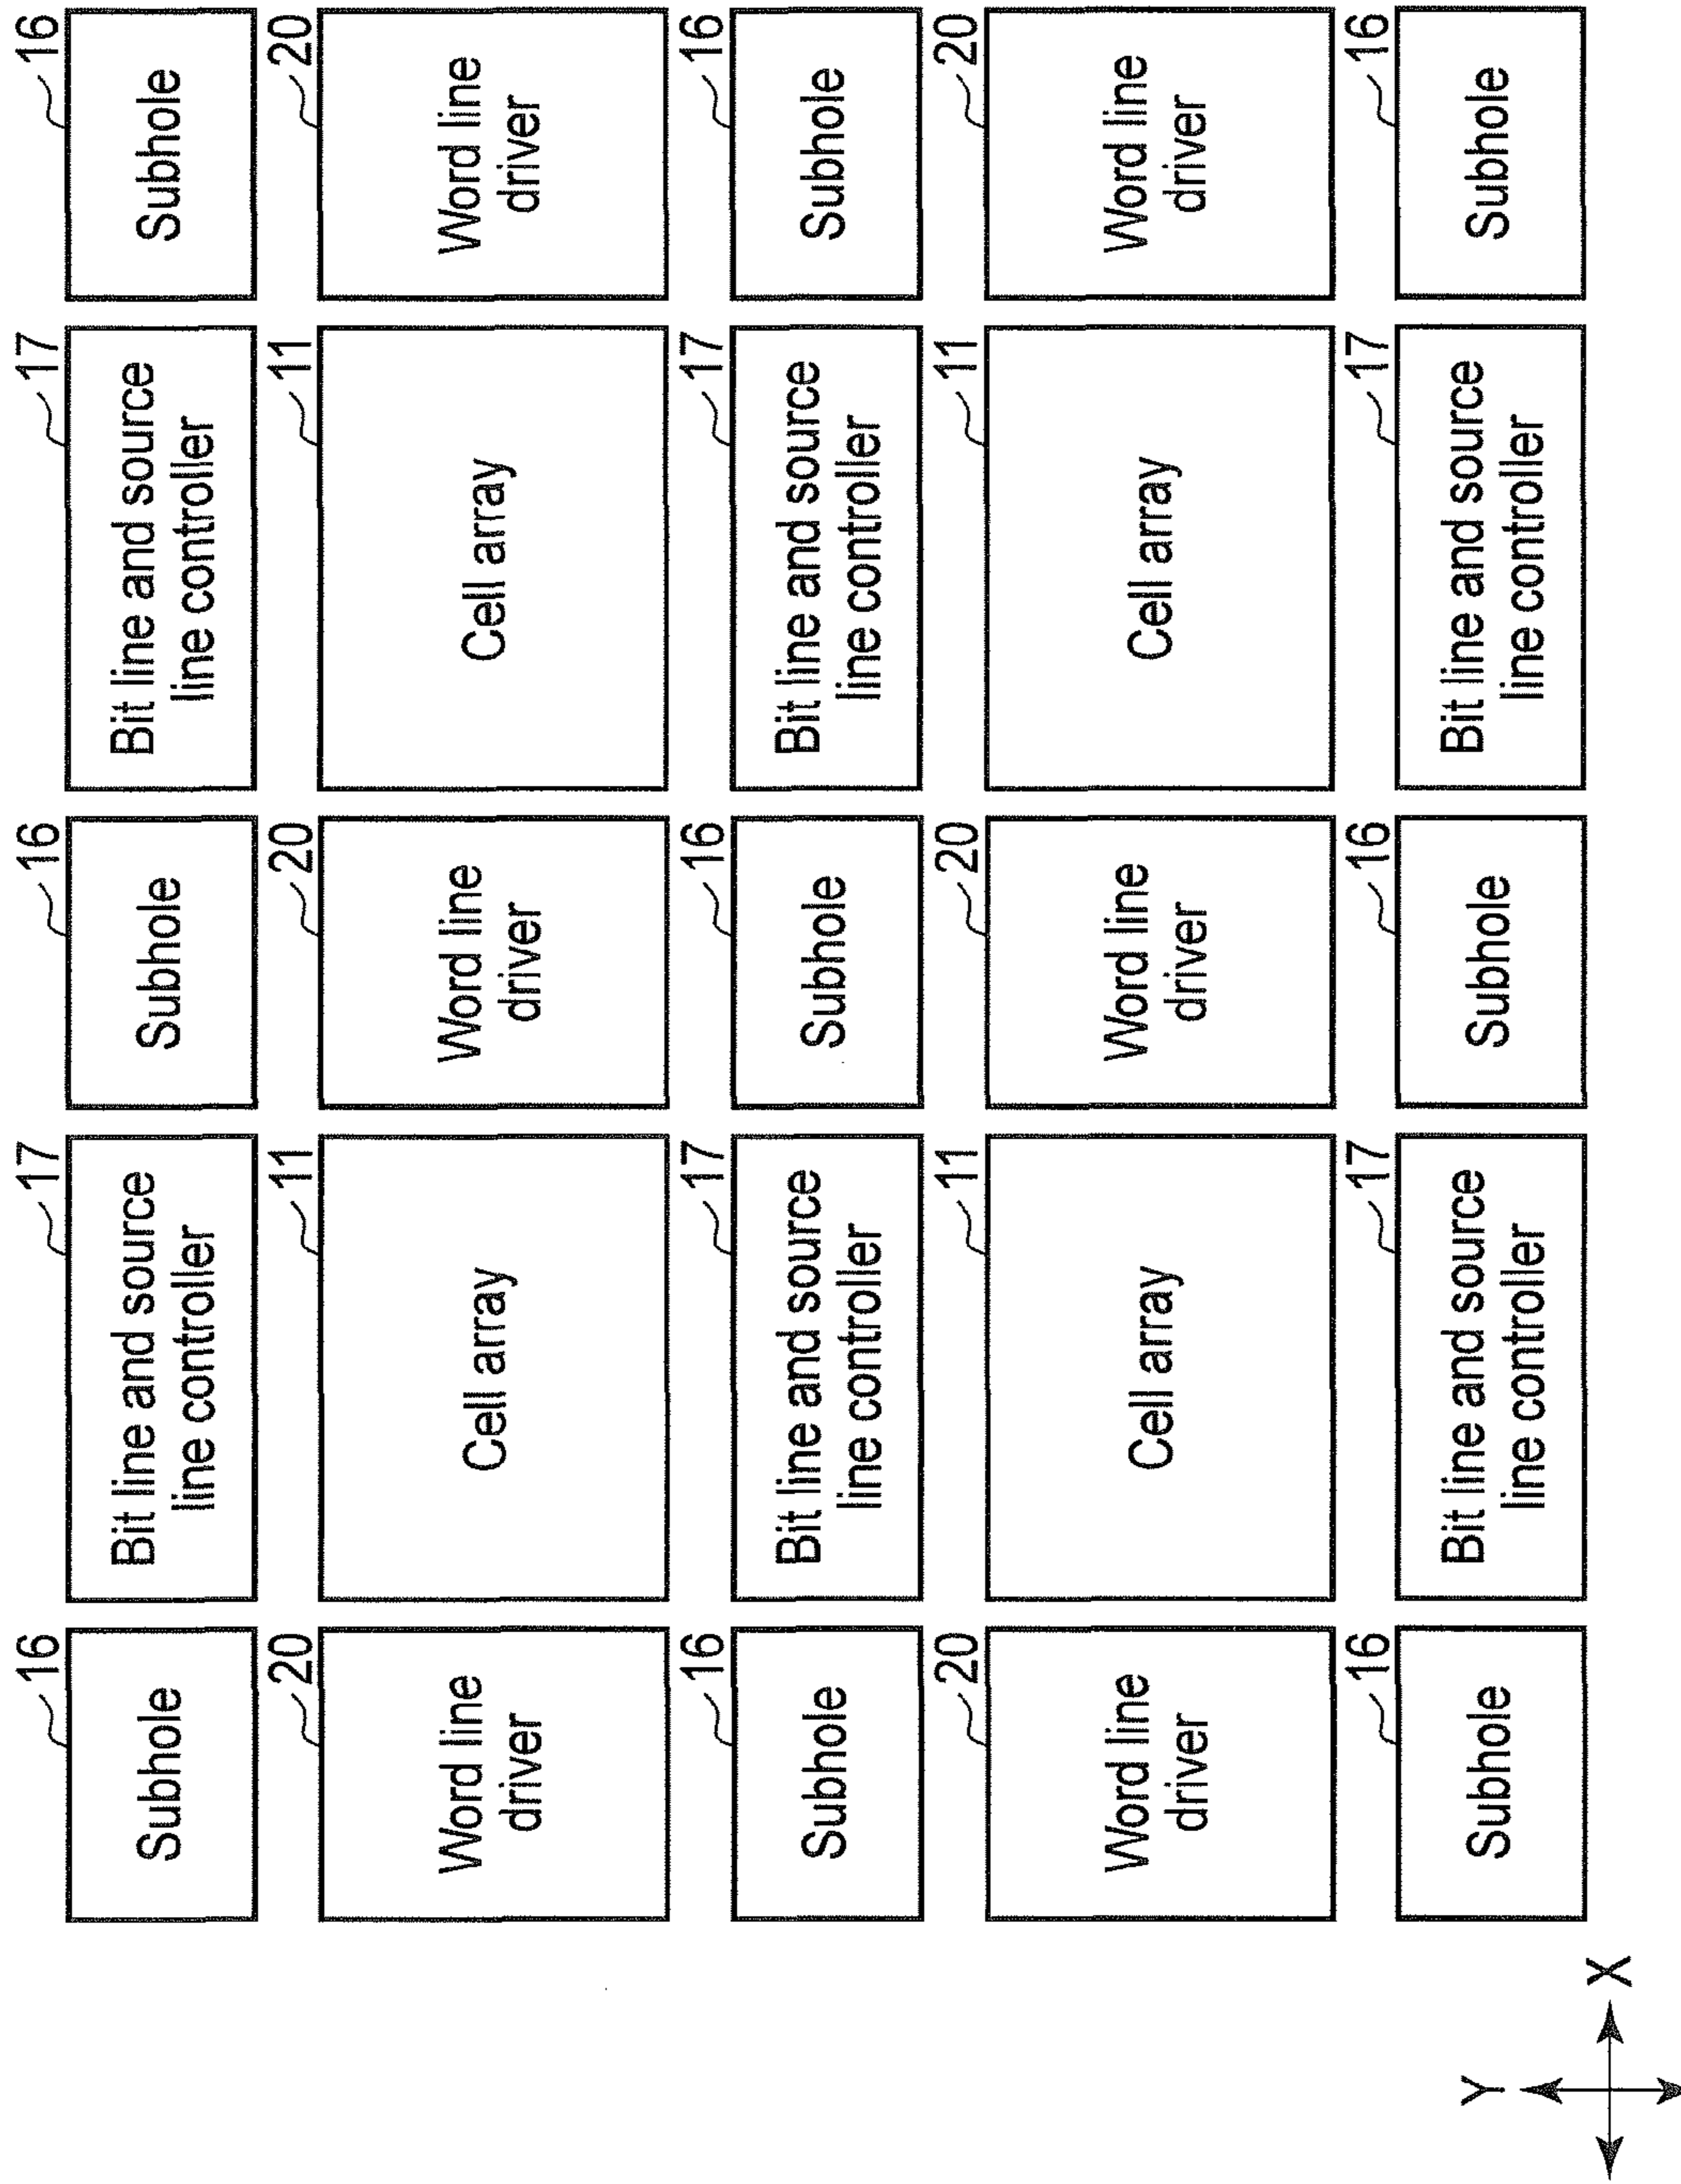 16 17 16 17 16
Subhole
Bit line and source
line controller
Subhole
Bit line and source
line controller
Subhole
20 11 20 11 20
Word line
driver
Cell array
Word line
driver
Cell array
Word line
driver
16 17 16 17 16
Subhole
Bit line and source
line controller
Subhole
Bit line and source
line controller
Subhole
20 11 20 11 20
Word line
driver
Cell array
Word line
driver
Cell array
Word line
driver
16 17 16 17 16
Subhole
Bit line and source
line controller
Subhole
Bit line and source
line controller
Subhole
Y
X